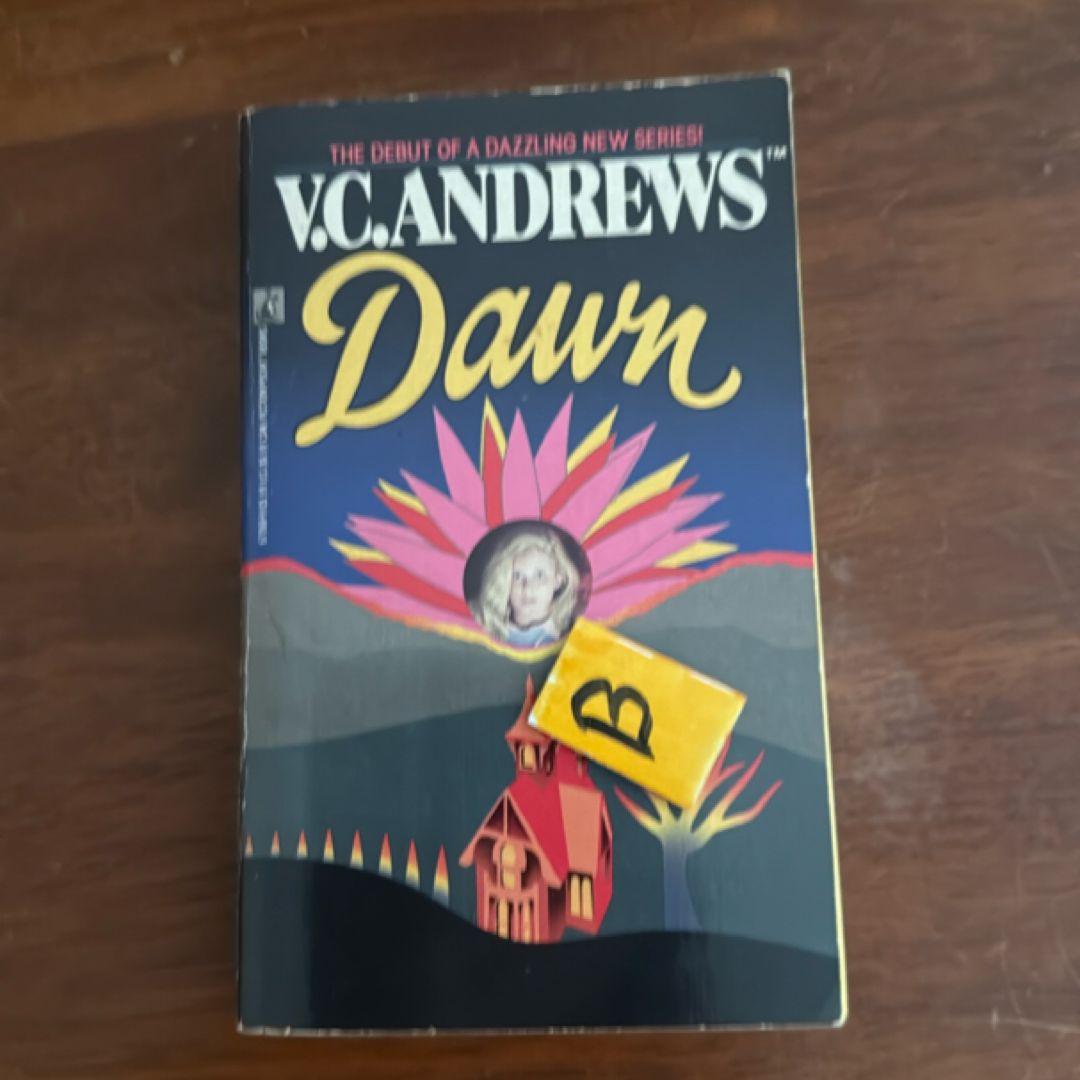 THE DEBUT OF A DAZZLING NEW SERIES!
V.C. ANDREWS™
Dawn
B